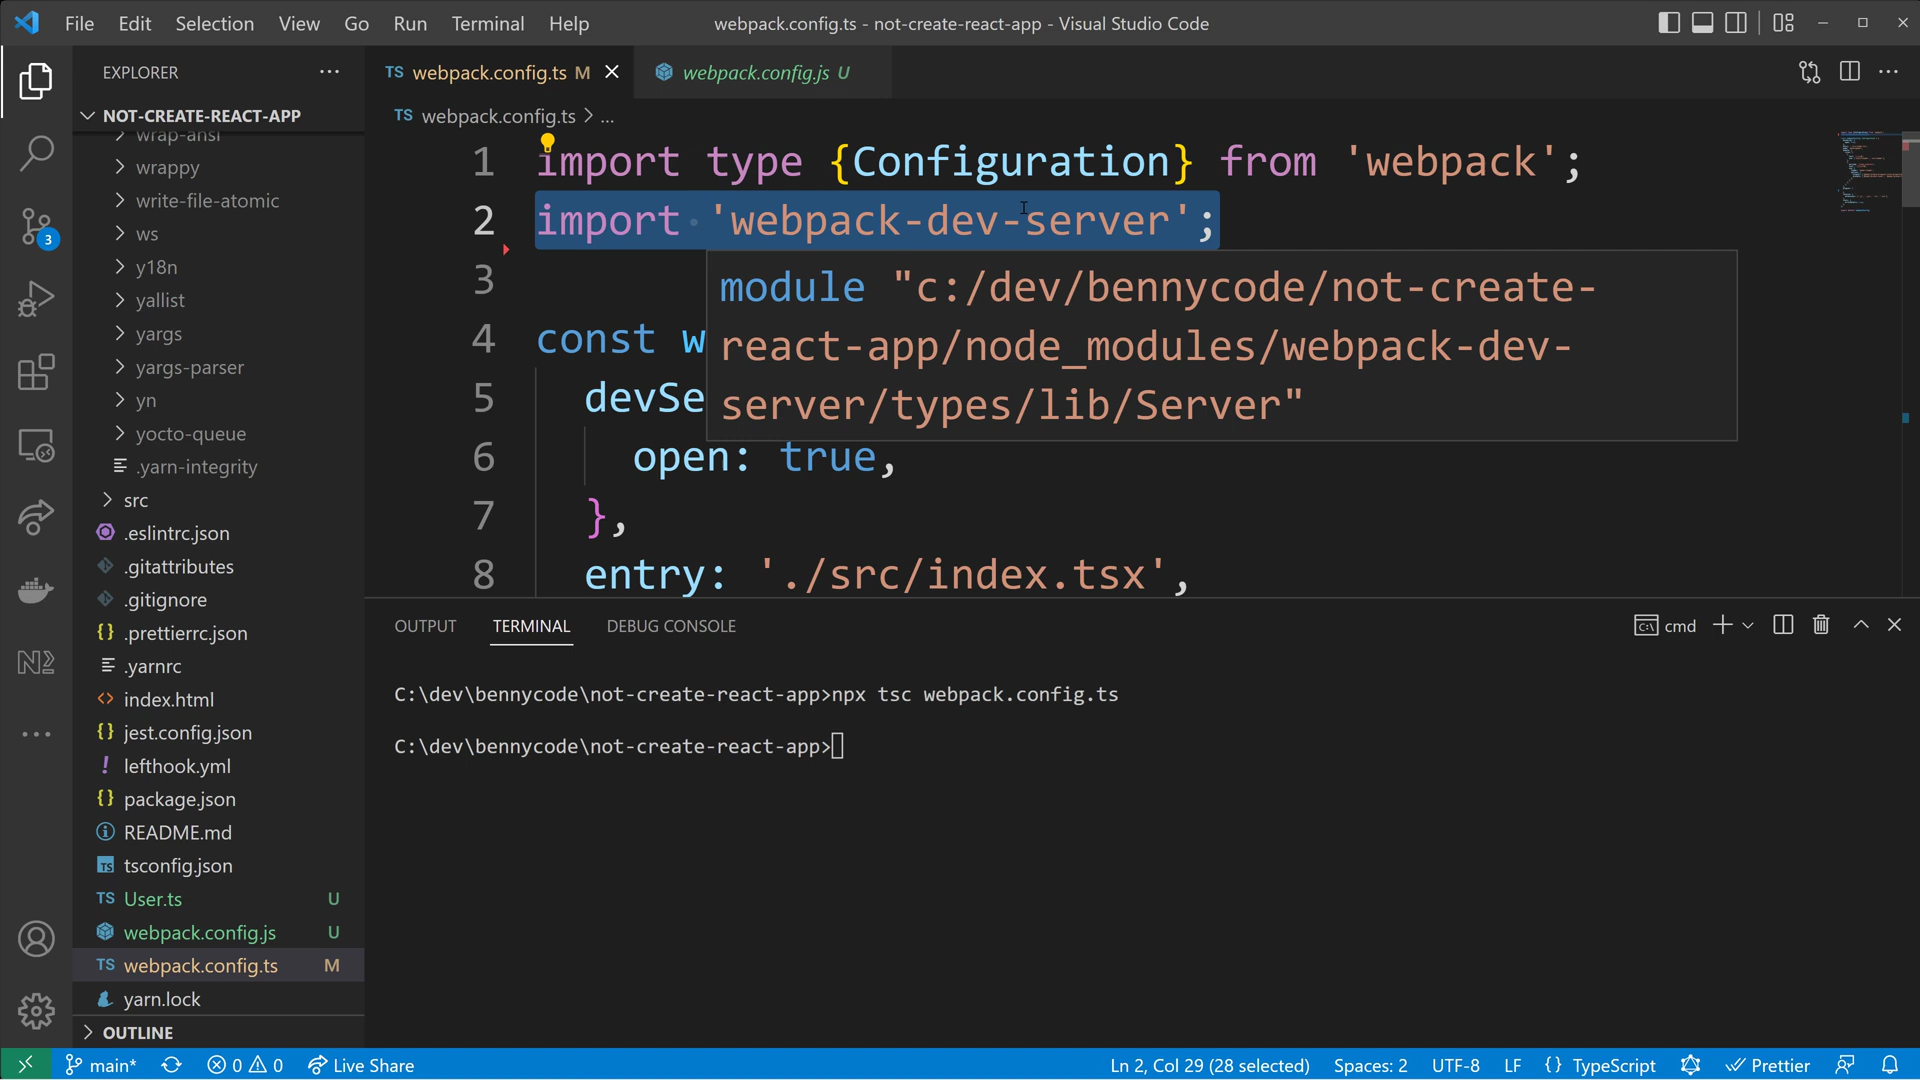 File Edit Selection View Go Run Terminal Help
webpack.config.ts - not-create-react-app - Visual Studio Code
EXPLORER
NOT-CREATE-REACT-APP
wrap-ansi
wrappy
write-file-atomic
ws
y18n
yallist
yargs
yargs-parser
yn
yocto-queue
.yarn-integrity
src
.eslintrc.json
.gitattributes
.gitignore
.prettierrc.json
.yarnrc
index.html
jest.config.json
lefthook.yml
package.json
README.md
tsconfig.json
TS User.ts U
webpack.config.js U
TS webpack.config.ts M
yarn.lock
OUTLINE
3
TS webpack.config.ts M
webpack.config.js U
TS webpack.config.ts > ...
1 import type {Configuration} from 'webpack';
2 import 'webpack-dev-server';
3
4 const w
5 devSe
6 open: true,
7 },
8 entry: './src/index.tsx',
module "c:/dev/bennycode/not-create-
react-app/node_modules/webpack-dev-
server/types/lib/Server"
OUTPUT TERMINAL DEBUG CONSOLE
cmd
C:\dev\bennycode\not-create-react-app>npx tsc webpack.config.ts
C:\dev\bennycode\not-create-react-app>
main* 0 0 Live Share
Ln 2, Col 29 (28 selected) Spaces: 2 UTF-8 LF {} TypeScript Prettier